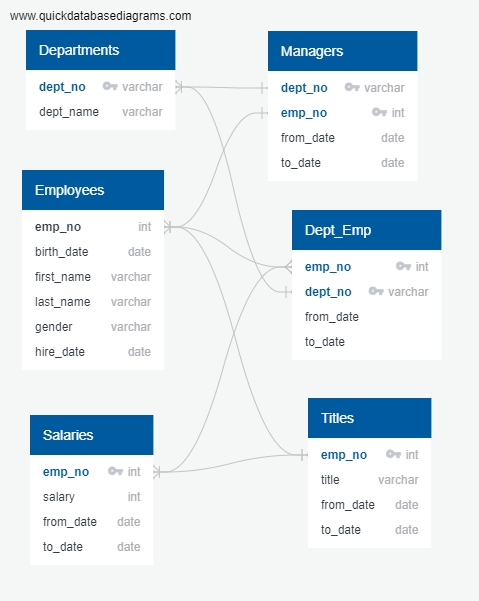 www.quickdatabasediagrams.com
Departments
dept_no varchar
dept_name varchar
Managers
dept_no varchar
emp_no int
from_date date
to_date date
Employees
emp_no int
birth_date date
first_name varchar
last_name varchar
gender varchar
hire_date date
Dept_Emp
emp_no int
dept_no varchar
from_date
to_date
Salaries
emp_no int
salary int
from_date date
to_date date
Titles
emp_no int
title varchar
from_date date
to_date date